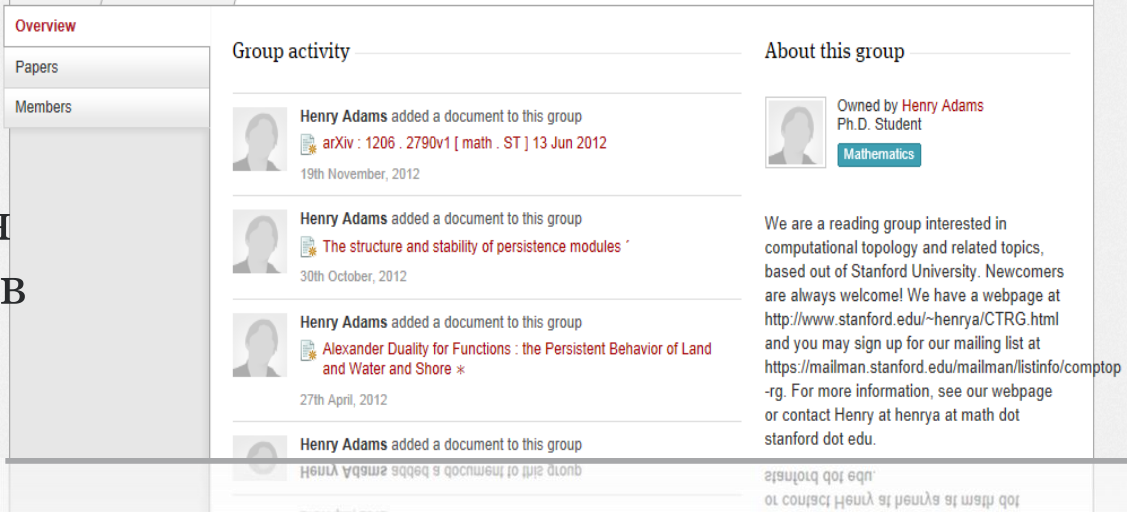 Overview
Papers
Members
Group activity
Henry Adams added a document to this group
arXiv : 1206 . 2790v1 [ math . ST ] 13 Jun 2012
19th November, 2012
Henry Adams added a document to this group
The structure and stability of persistence modules ´
30th October, 2012
Henry Adams added a document to this group
Alexander Duality for Functions : the Persistent Behavior of Land
and Water and Shore ∗
27th April, 2012
Henry Adams added a document to this group
About this group
Owned by Henry Adams
Ph.D. Student
Mathematics
We are a reading group interested in
computational topology and related topics,
based out of Stanford University. Newcomers
are always welcome! We have a webpage at
http://www.stanford.edu/~henrya/CTRG.html
and you may sign up for our mailing list at
https://mailman.stanford.edu/mailman/listinfo/comptop
-rg. For more information, see our webpage
or contact Henry at henrya at math dot
stanford dot edu.
в